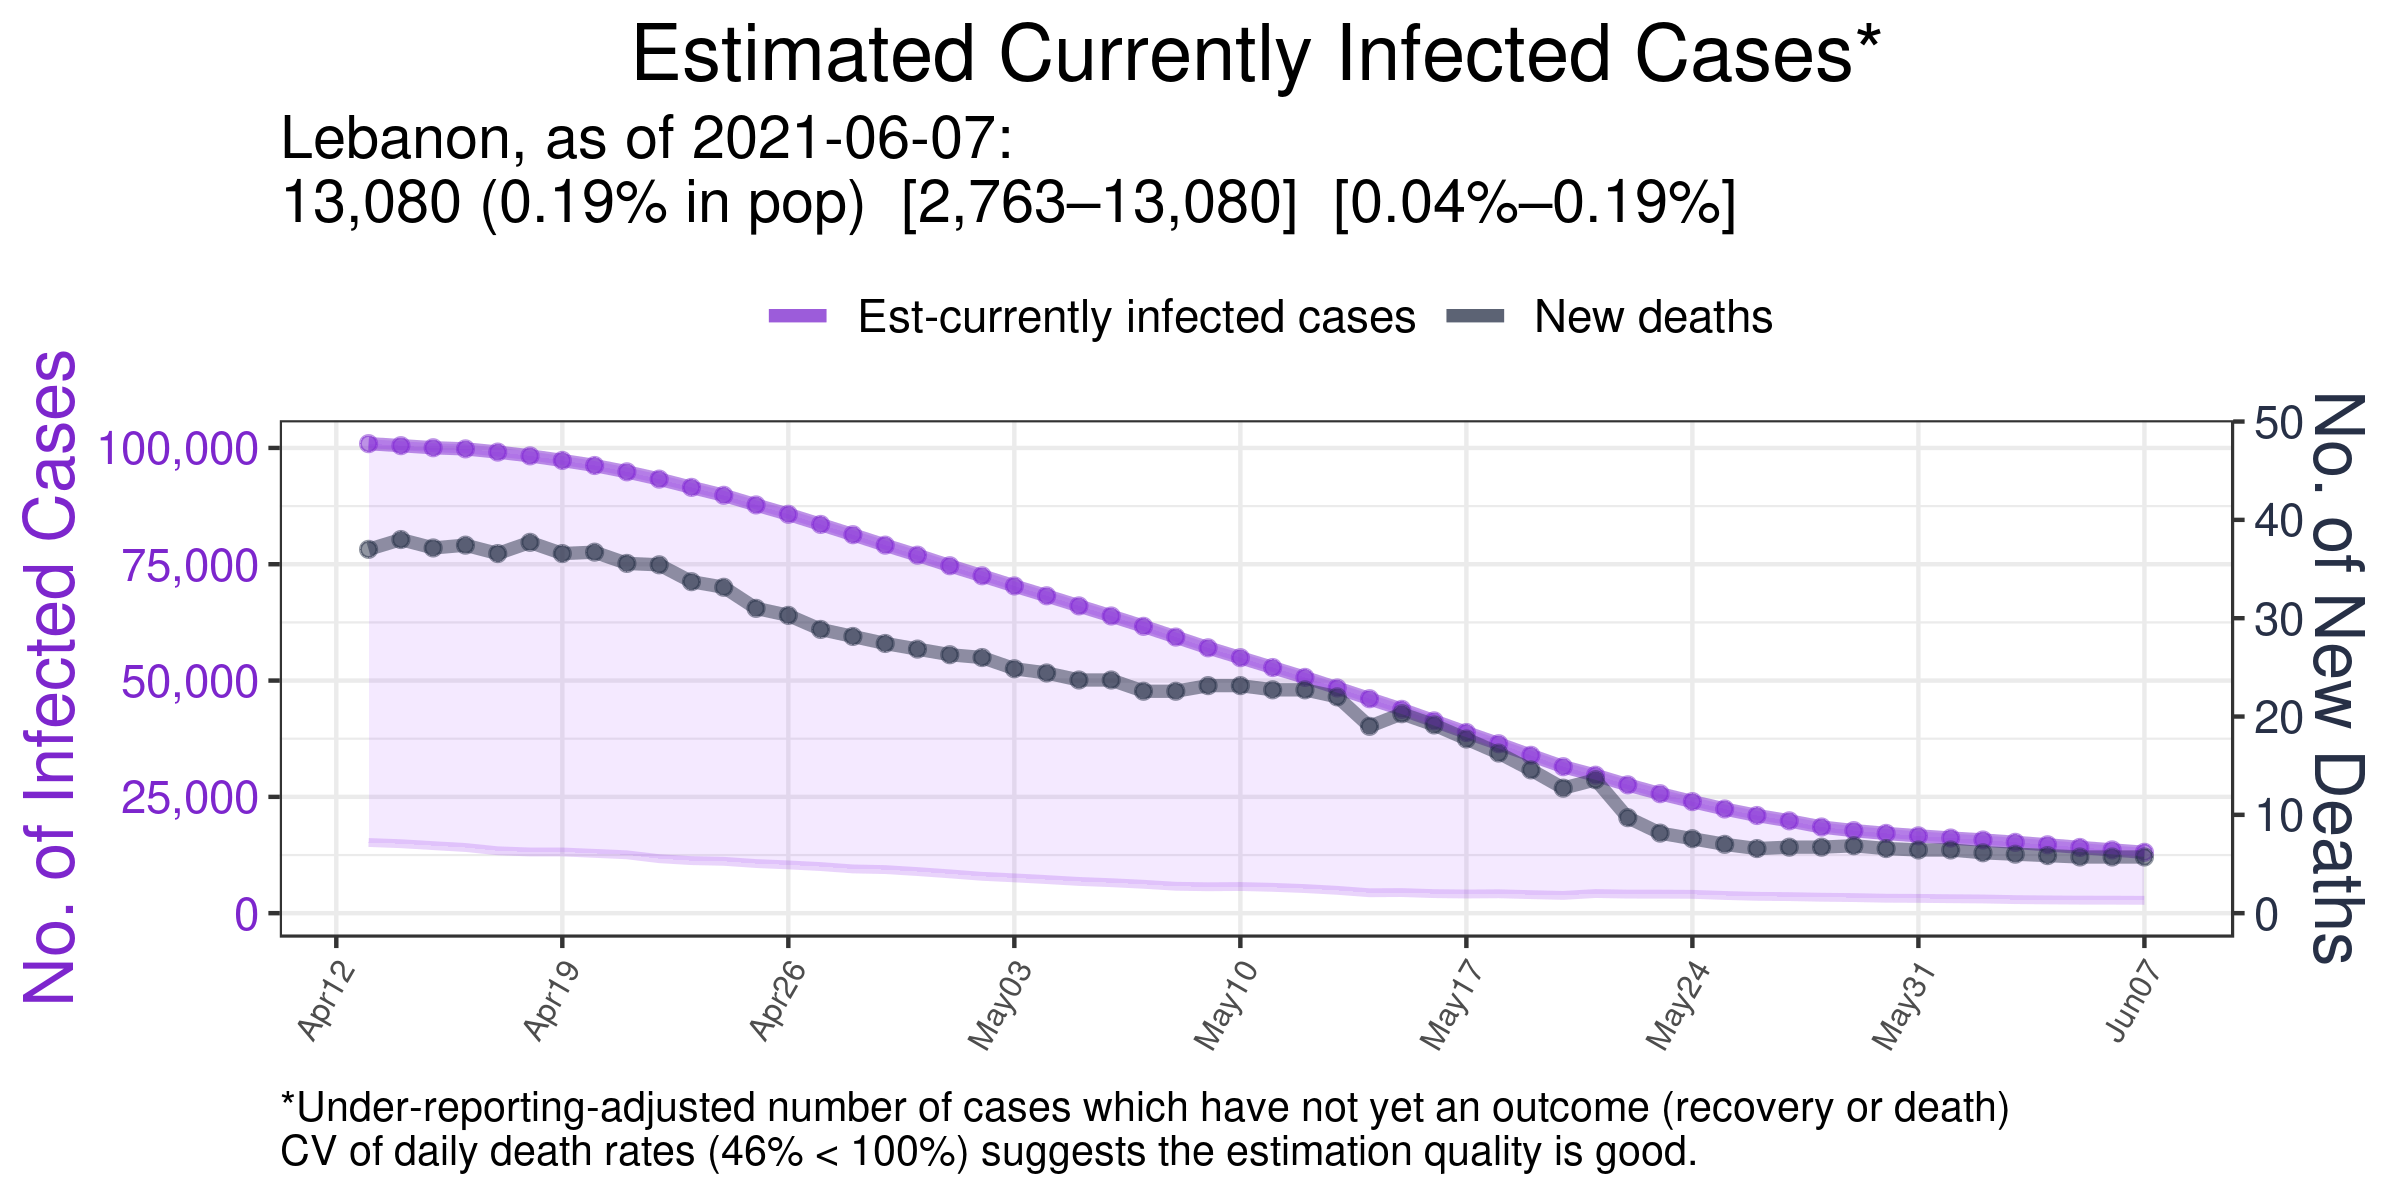 Estimated Currently Infected Cases*
Lebanon, as of 2021-06-07:
13,080 (0.19% in pop)  [2,763–13,080]  [0.04%–0.19%]
Est-currently infected cases
New deaths
No. of Infected Cases
100,000
75,000
50,000
25,000
0
50
40
30
20
10
0
No. of New Deaths
Apr12
Apr19
Apr26
May03
May10
May17
May24
May31
Jun07
*Under-reporting-adjusted number of cases which have not yet an outcome (recovery or death)
CV of daily death rates (46% < 100%) suggests the estimation quality is good.